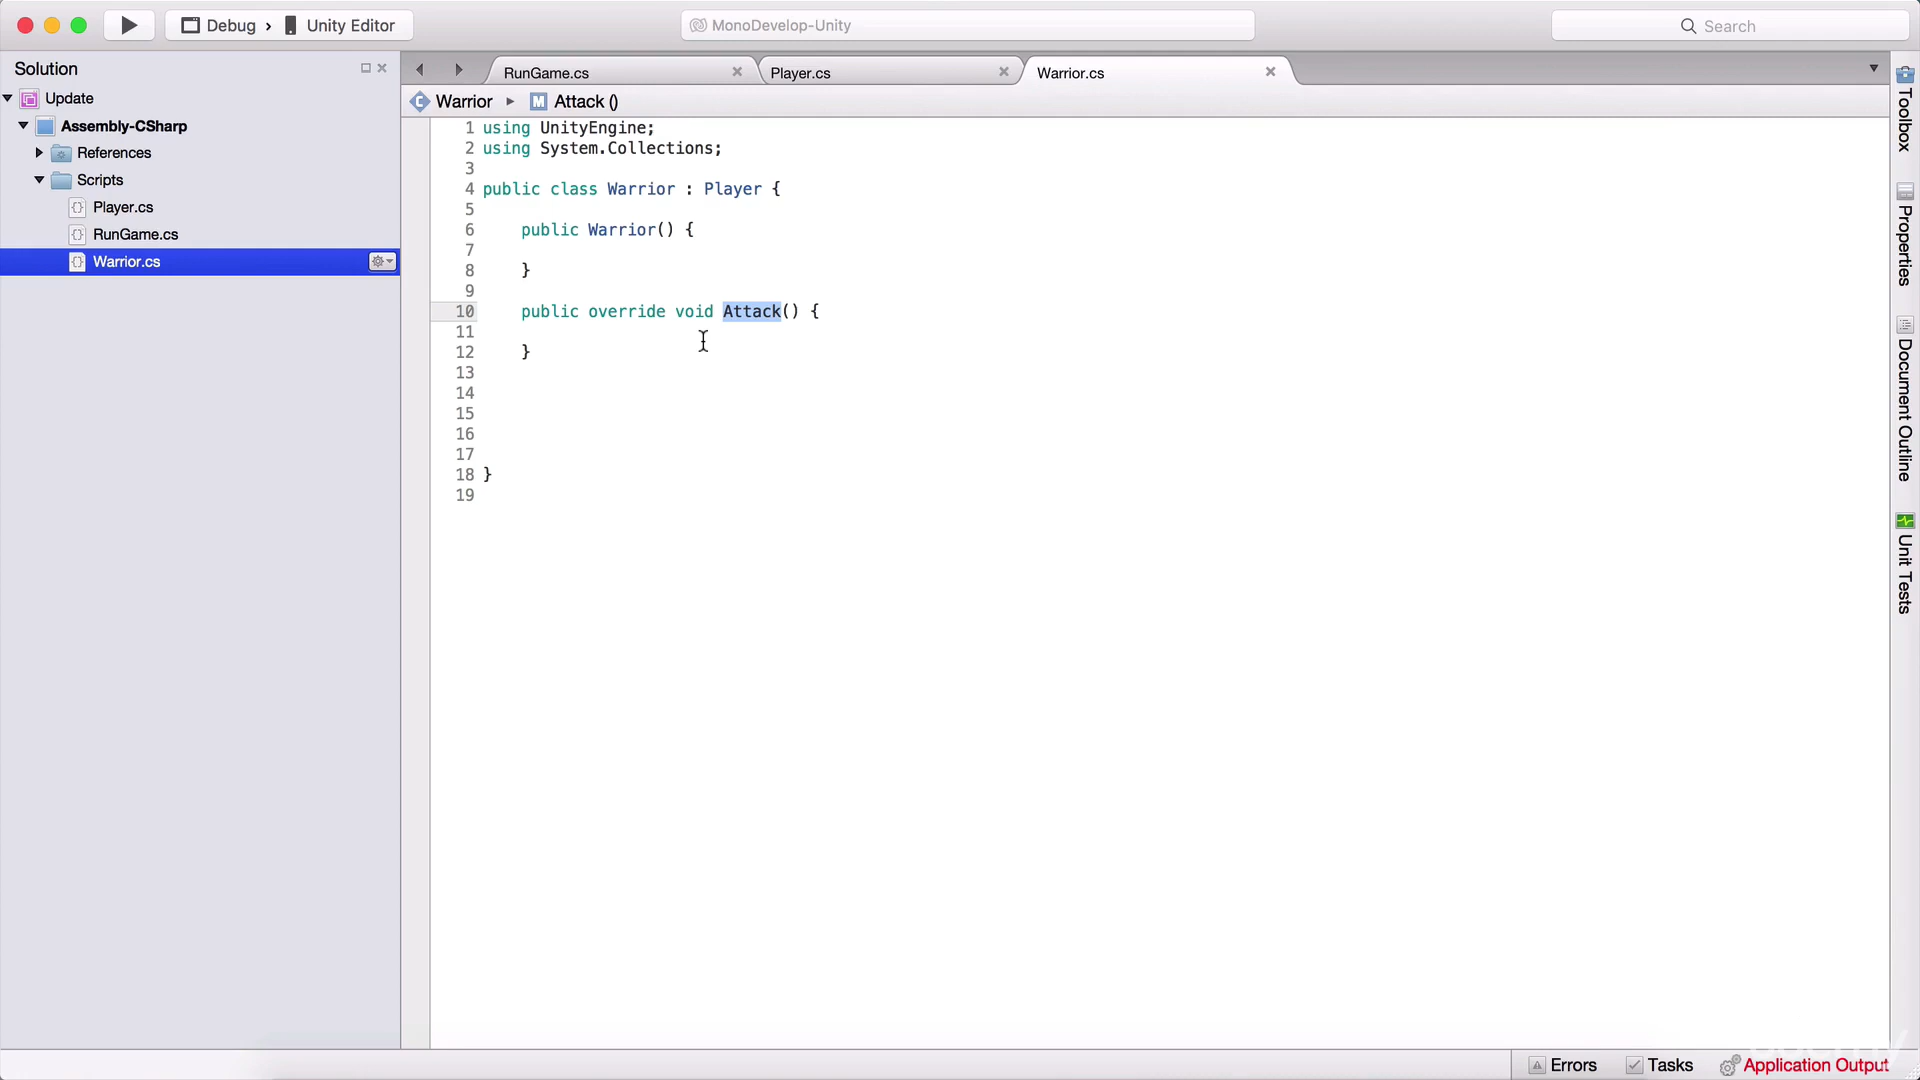 Debug › Unity Editor
MonoDevelop-Unity
Search
Solution
Update
Assembly-CSharp
References
Scripts
Player.cs
RunGame.cs
Warrior.cs
RunGame.cs
Player.cs
Warrior.cs
Warrior
Attack ()
1 using UnityEngine;
2 using System.Collections;
3
4 public class Warrior : Player {
5
6 public Warrior() {
7
8 }
9
10 public override void Attack() {
11
12 }
13
14
15
16
17
18 }
19
Toolbox
Properties
Document Outline
Unit Tests
Errors
Tasks
Application Output